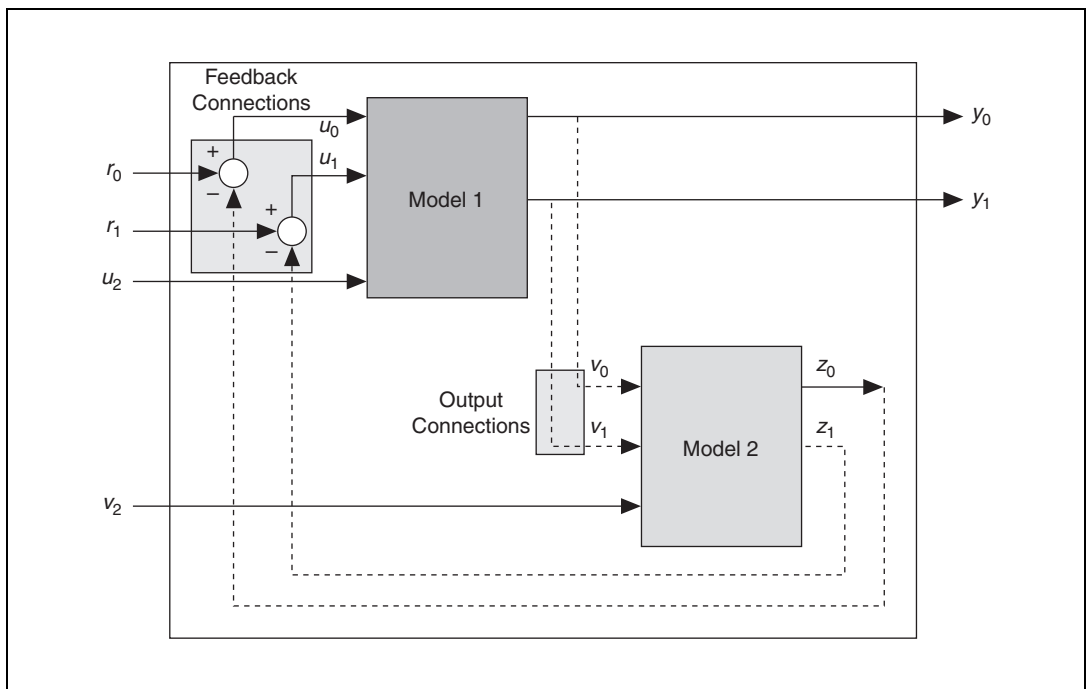 Feedback
Connections
u₀
+
r₀
−
u₁
+
r₁
−
u₂
Model 1
y₀
y₁
Output
Connections
v₀
v₁
Model 2
z₀
z₁
v₂